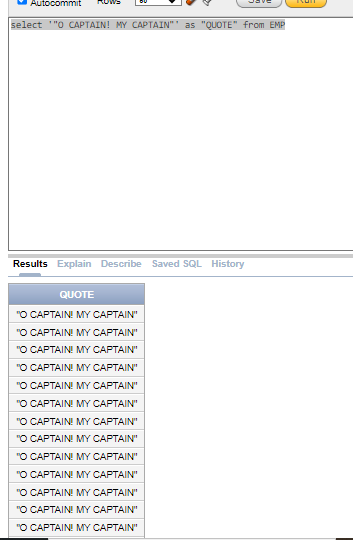 Autocommit Rows 50 Save Run
select '"O CAPTAIN! MY CAPTAIN"' as "QUOTE" from EMP
Results Explain Describe Saved SQL History
QUOTE
"O CAPTAIN! MY CAPTAIN"
"O CAPTAIN! MY CAPTAIN"
"O CAPTAIN! MY CAPTAIN"
"O CAPTAIN! MY CAPTAIN"
"O CAPTAIN! MY CAPTAIN"
"O CAPTAIN! MY CAPTAIN"
"O CAPTAIN! MY CAPTAIN"
"O CAPTAIN! MY CAPTAIN"
"O CAPTAIN! MY CAPTAIN"
"O CAPTAIN! MY CAPTAIN"
"O CAPTAIN! MY CAPTAIN"
"O CAPTAIN! MY CAPTAIN"
"O CAPTAIN! MY CAPTAIN"